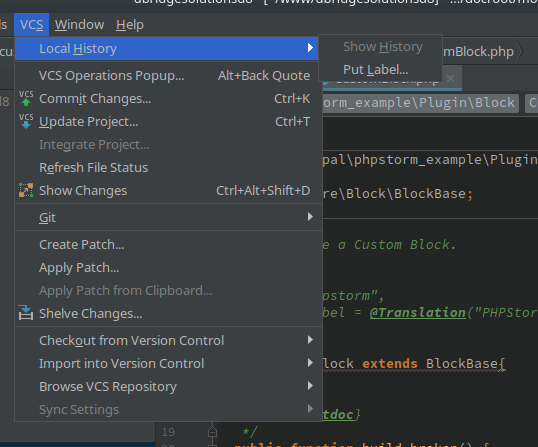 VCS Window Help
Local History
Show History
Put Label...
mBlock.php
VCS Operations Popup... Alt+Back Quote
Commit Changes... Ctrl+K
orm_example\Plugin\Block
Update Project... Ctrl+T
Integrate Project...
pal\phpstorm_example\Plugin
Refresh File Status
Show Changes Ctrl+Alt+Shift+D
re\Block\BlockBase;
Git
Create Patch... e a Custom Block.
Apply Patch...
Apply Patch from Clipboard... pstorm",
Shelve Changes... bel = @Translation("PHPStor
Checkout from Version Control
Import into Version Control lock extends BlockBase{
Browse VCS Repository
Sync Settings tdoc}
19 */
public function build_broken() {